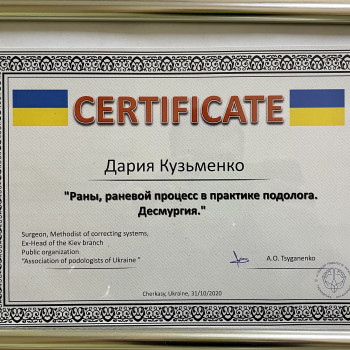 CERTIFICATE
Дария Кузьменко
"Раны, раневой процесс в практике подолога.
Десмургия."
Surgeon, Methodist of correcting systems,
Ex-Head of the Kiev branch
Public organization
"Association of podologists of Ukraine "
A.O. Tsyganenko
Cherkasy, Ukraine, 31/10/2020